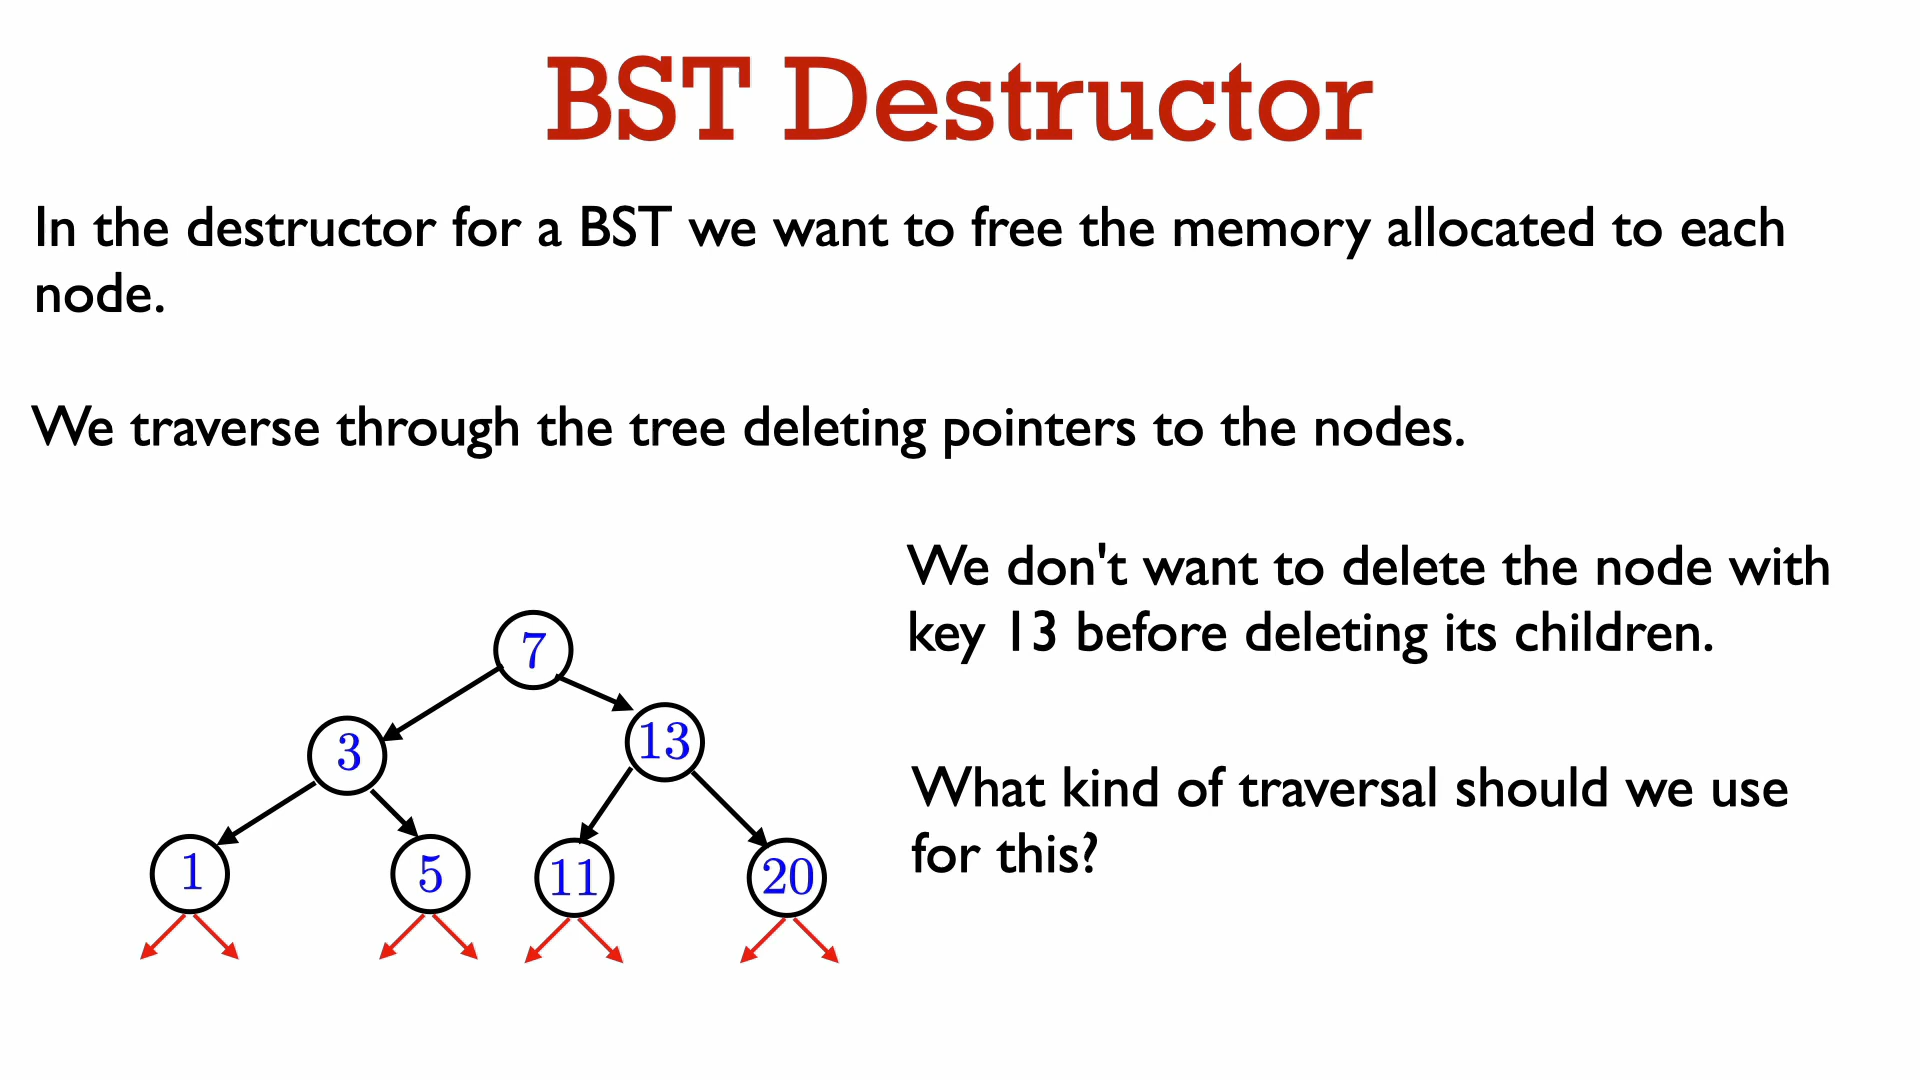 BST Destructor
In the destructor for a BST we want to free the memory allocated to each
node.
We traverse through the tree deleting pointers to the nodes.
We don't want to delete the node with
key 13 before deleting its children.
What kind of traversal should we use
for this?
7
3
13
1
5
11
20